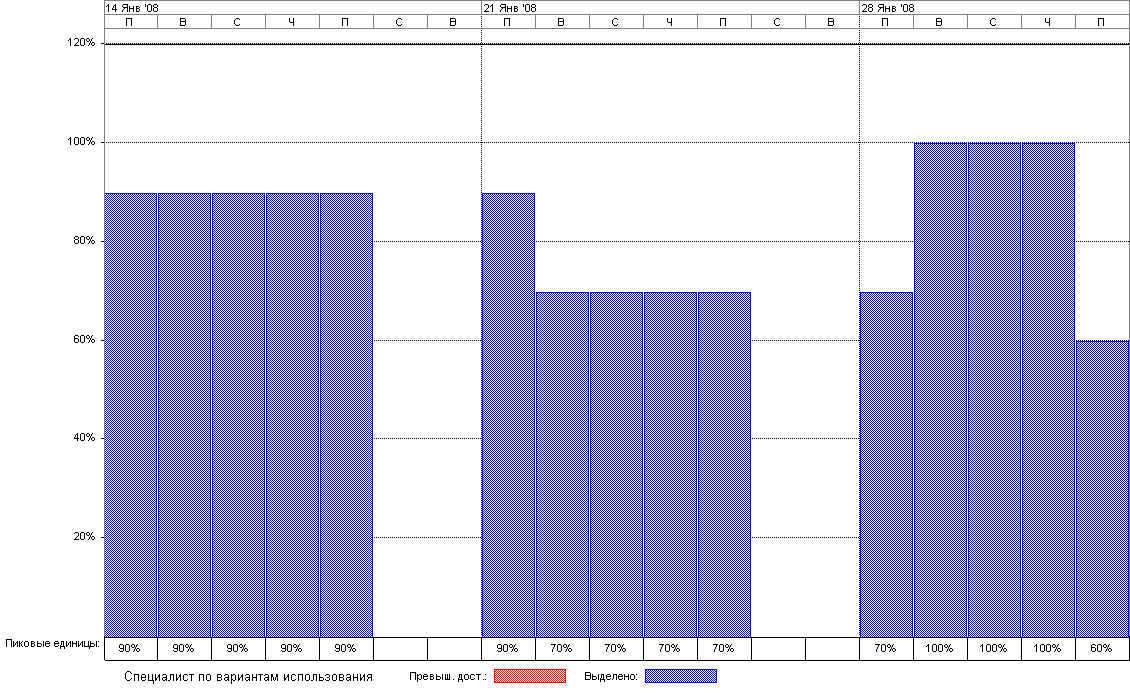 14 Янв '08 21 Янв '08 28 Янв '08
П В С Ч П С В П В С Ч П С В П В С Ч П
120%
100%
80%
60%
40%
20%
Пиковые единицы: 90% 90% 90% 90% 90% 90% 70% 70% 70% 70% 70% 100% 100% 100% 60%
Специалист по вариантам использования Превыш. дост.: Выделено: